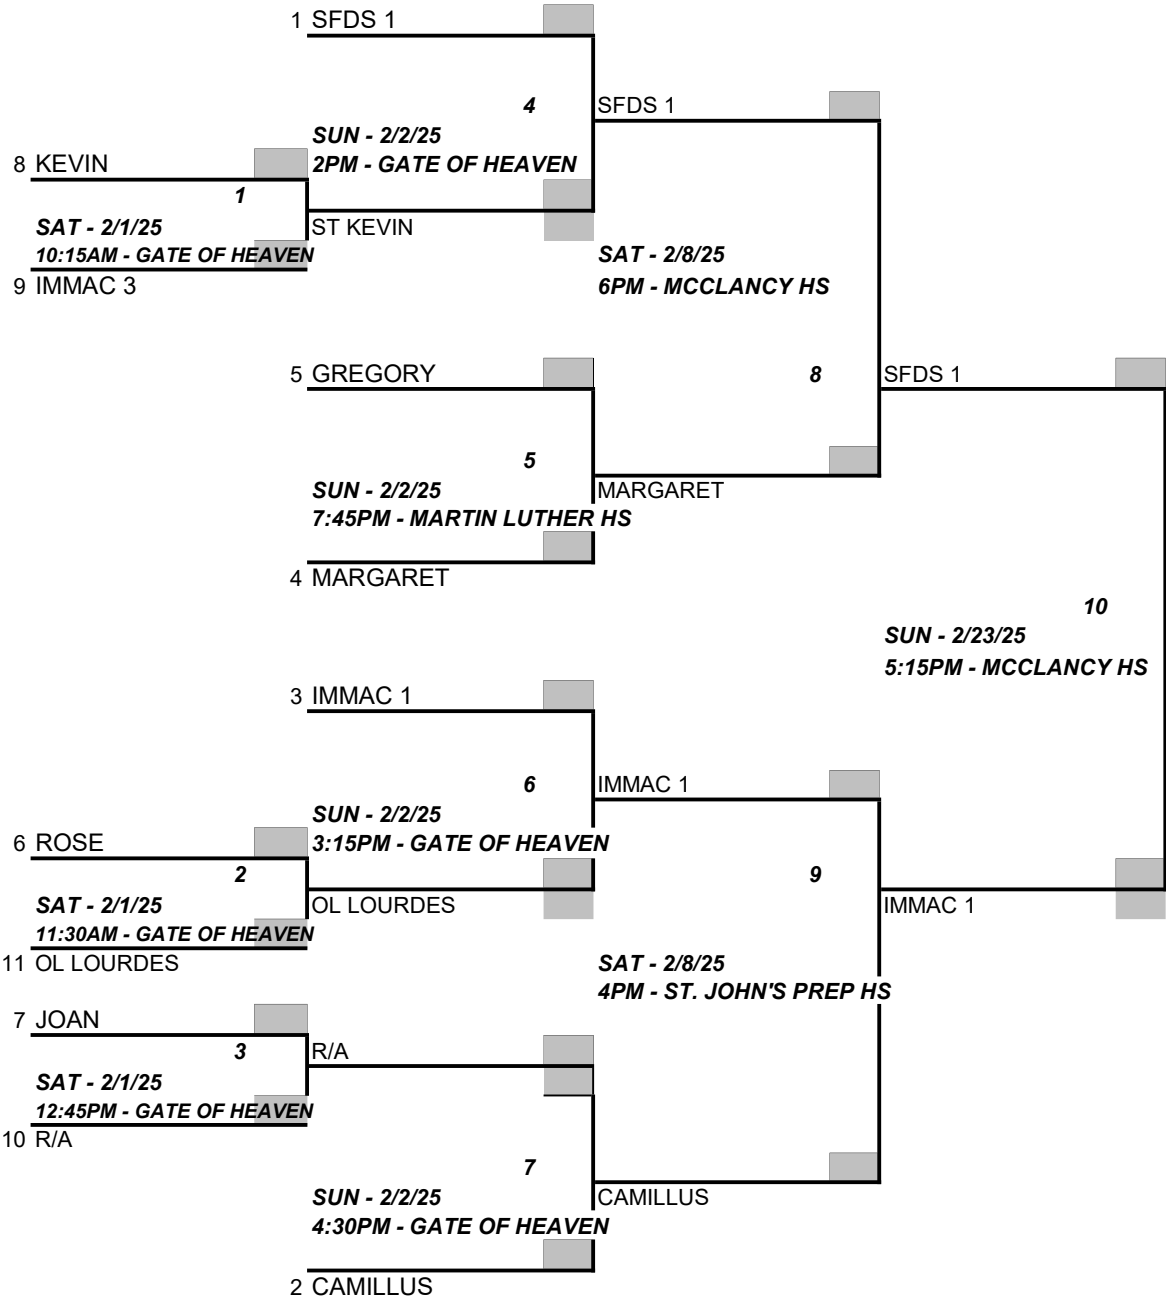 1 SFDS 1
4 SFDS 1
SUN - 2/2/25
8 KEVIN 2PM - GATE OF HEAVEN
1
SAT - 2/1/25 ST KEVIN
10:15AM - GATE OF HEAVEN SAT - 2/8/25
9 IMMAC 3 6PM - MCCLANCY HS
5 GREGORY 8 SFDS 1
5
SUN - 2/2/25 MARGARET
7:45PM - MARTIN LUTHER HS
4 MARGARET
10
SUN - 2/23/25
5:15PM - MCCLANCY HS
3 IMMAC 1
6 IMMAC 1
SUN - 2/2/25
6 ROSE 3:15PM - GATE OF HEAVEN
2 9
SAT - 2/1/25 OL LOURDES IMMAC 1
11:30AM - GATE OF HEAVEN
11 OL LOURDES SAT - 2/8/25
4PM - ST. JOHN'S PREP HS
7 JOAN
3 R/A
SAT - 2/1/25
12:45PM - GATE OF HEAVEN
10 R/A
7
SUN - 2/2/25 CAMILLUS
4:30PM - GATE OF HEAVEN
2 CAMILLUS